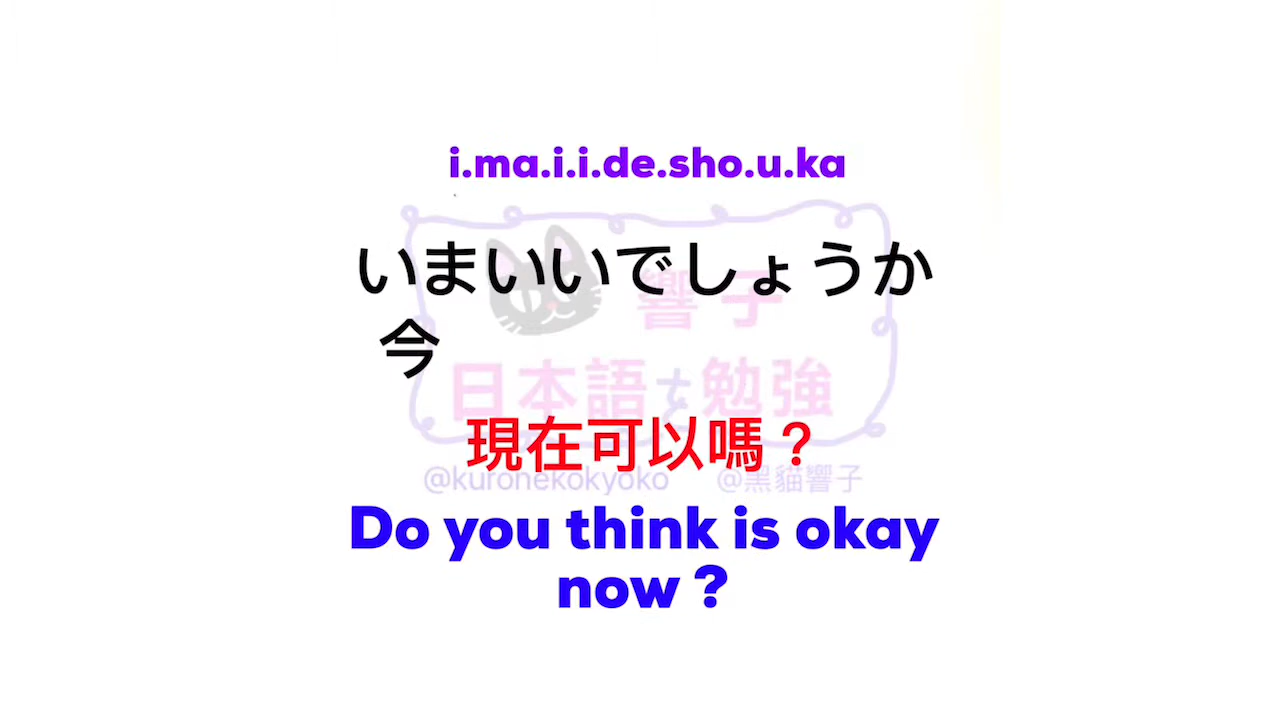 i.ma.i.i.de.sho.u.ka
いまいいでしょうか
今
響子
日本語を勉強
現在可以嗎？
@kuronekokyoko @黑貓響子
Do you think is okay
now ?